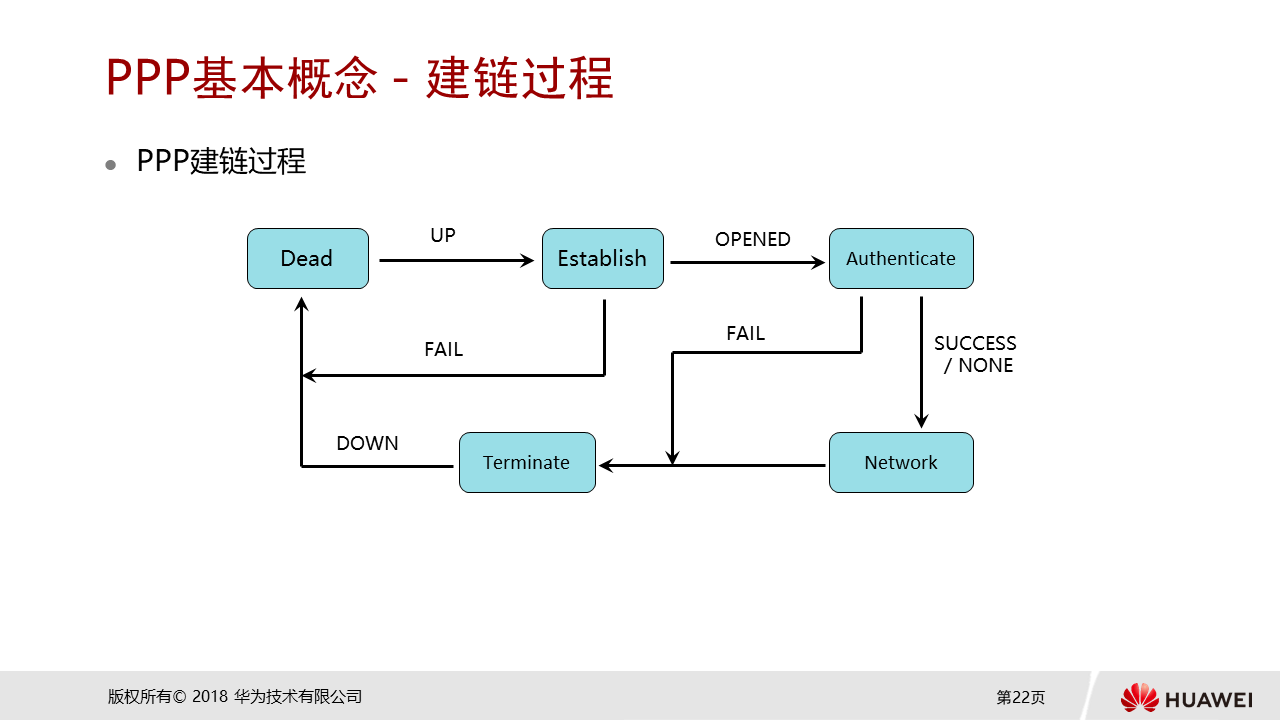 PPP基本概念 - 建链过程
PPP建链过程
Dead
UP
Establish
OPENED
Authenticate
FAIL
FAIL
SUCCESS
/ NONE
DOWN
Terminate
Network
版权所有© 2018 华为技术有限公司
第22页
HUAWEI